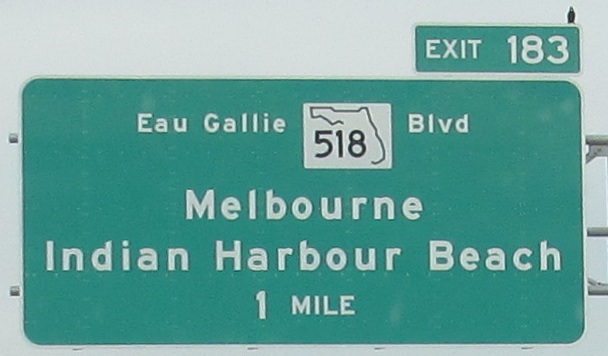 EXIT 183
Eau Gallie 518 Blvd
Melbourne
Indian Harbour Beach
1 MILE